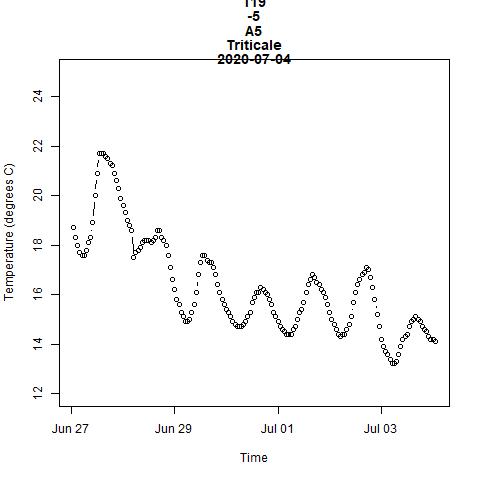 T19
-5
A5
Triticale
2020-07-04
24
22
20
18
16
14
12
Temperature (degrees C)
Jun 27
Jun 29
Jul 01
Jul 03
Time